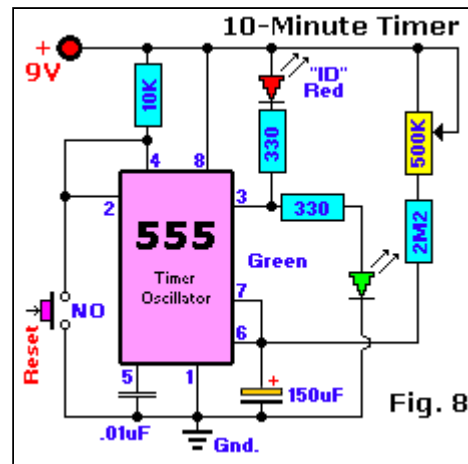 10-Minute Timer
+
9V
10K
"ID"
Red
330
500K
4
8
2
3
330
555
Timer
Oscillator
Green
2M2
7
6
NO
Reset
5
1
+
150uF
.01uF
Gnd.
Fig. 8